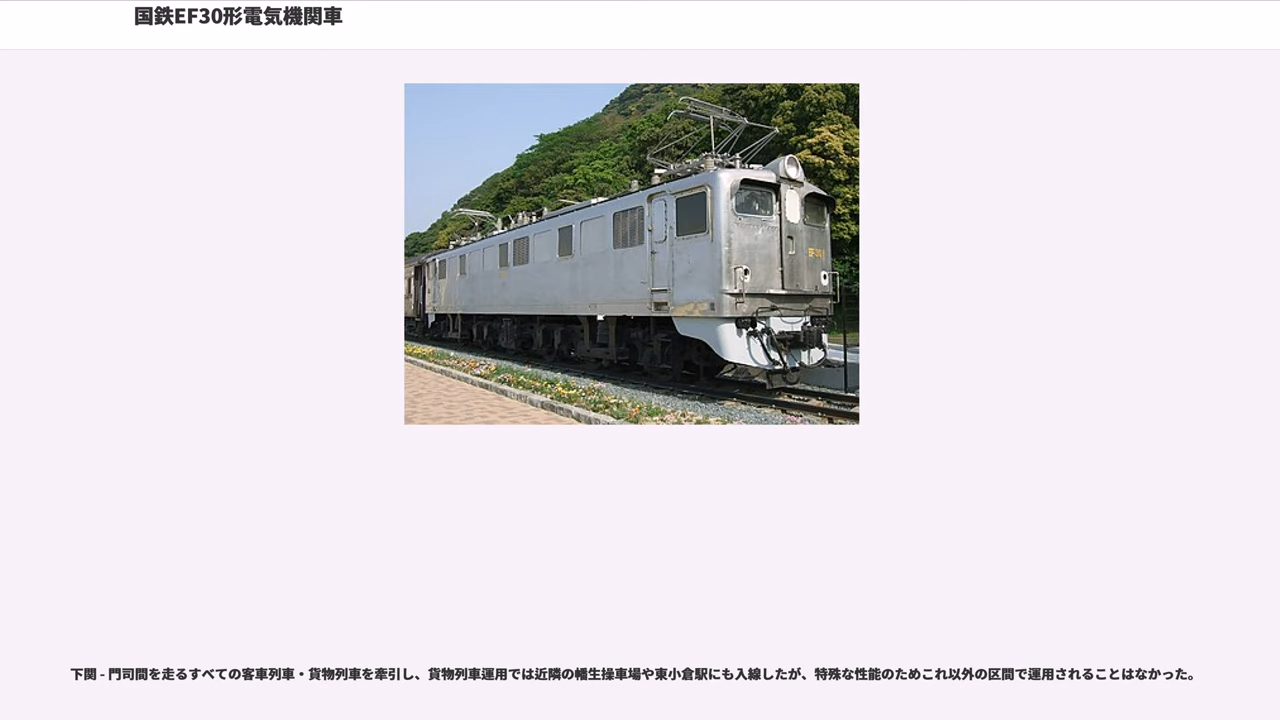 国鉄EF30形電気機関車
EF30 1
下関 - 門司間を走るすべての客車列車・貨物列車を牽引し、貨物列車運用では近隣の幡生操車場や東小倉駅にも入線したが、特殊な性能のためこれ以外の区間で運用されることはなかった。